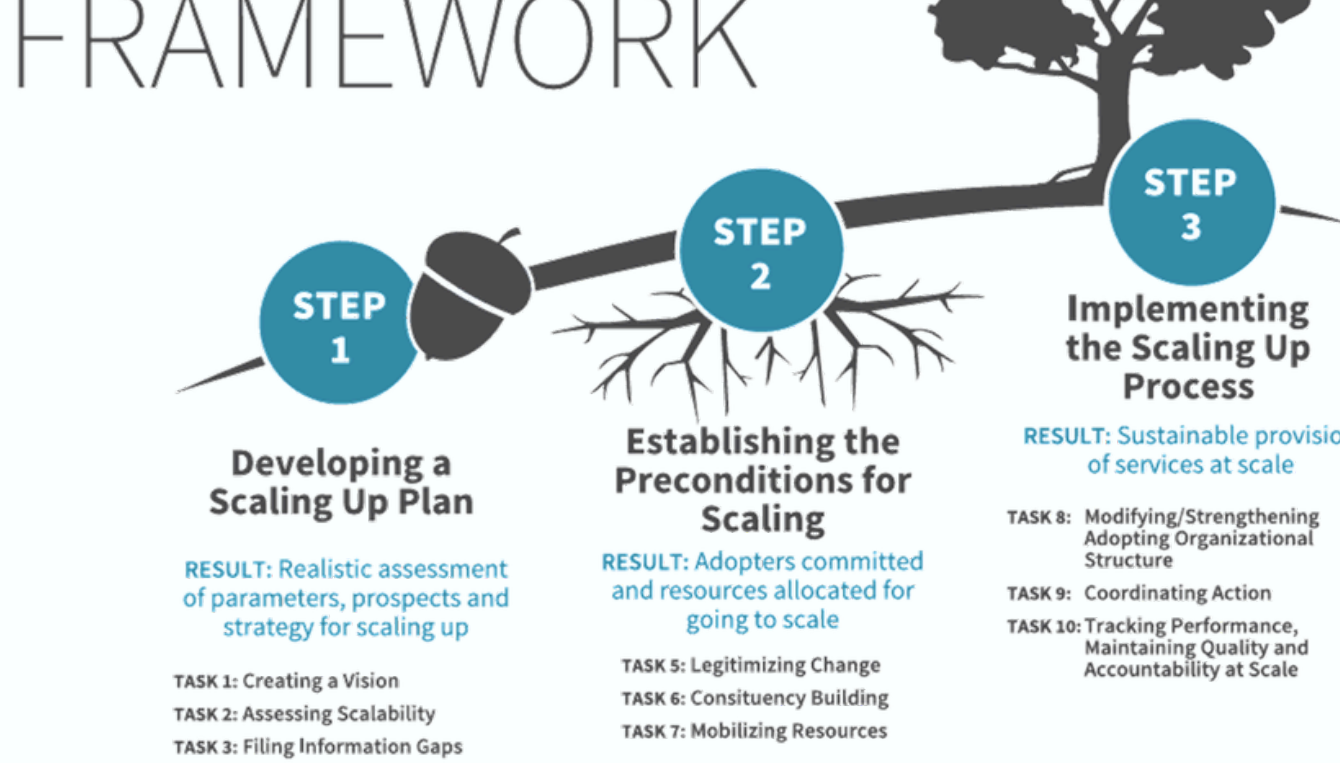 FRAMEWORK
STEP
1
Developing a
Scaling Up Plan
RESULT: Realistic assessment
of parameters, prospects and
strategy for scaling up
TASK 1: Creating a Vision
TASK 2: Assessing Scalability
TASK 3: Filing Information Gaps
STEP
2
Establishing the
Preconditions for
Scaling
RESULT: Adopters committed
and resources allocated for
going to scale
TASK 5: Legitimizing Change
TASK 6: Consituency Building
TASK 7: Mobilizing Resources
STEP
3
Implementing
the Scaling Up
Process
RESULT: Sustainable provisio
of services at scale
TASK 8: Modifying/Strengthening
Adopting Organizational
Structure
TASK 9: Coordinating Action
TASK 10: Tracking Performance,
Maintaining Quality and
Accountability at Scale